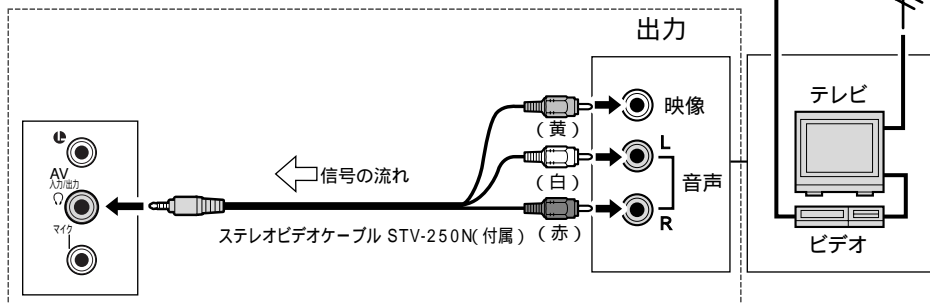 出力
映像
(黄)
L
(白)
音声
(赤)
R
テレビ
ビデオ
AV
入力/出力
マイク
信号の流れ
ステレオビデオケーブル STV-250N(付属)